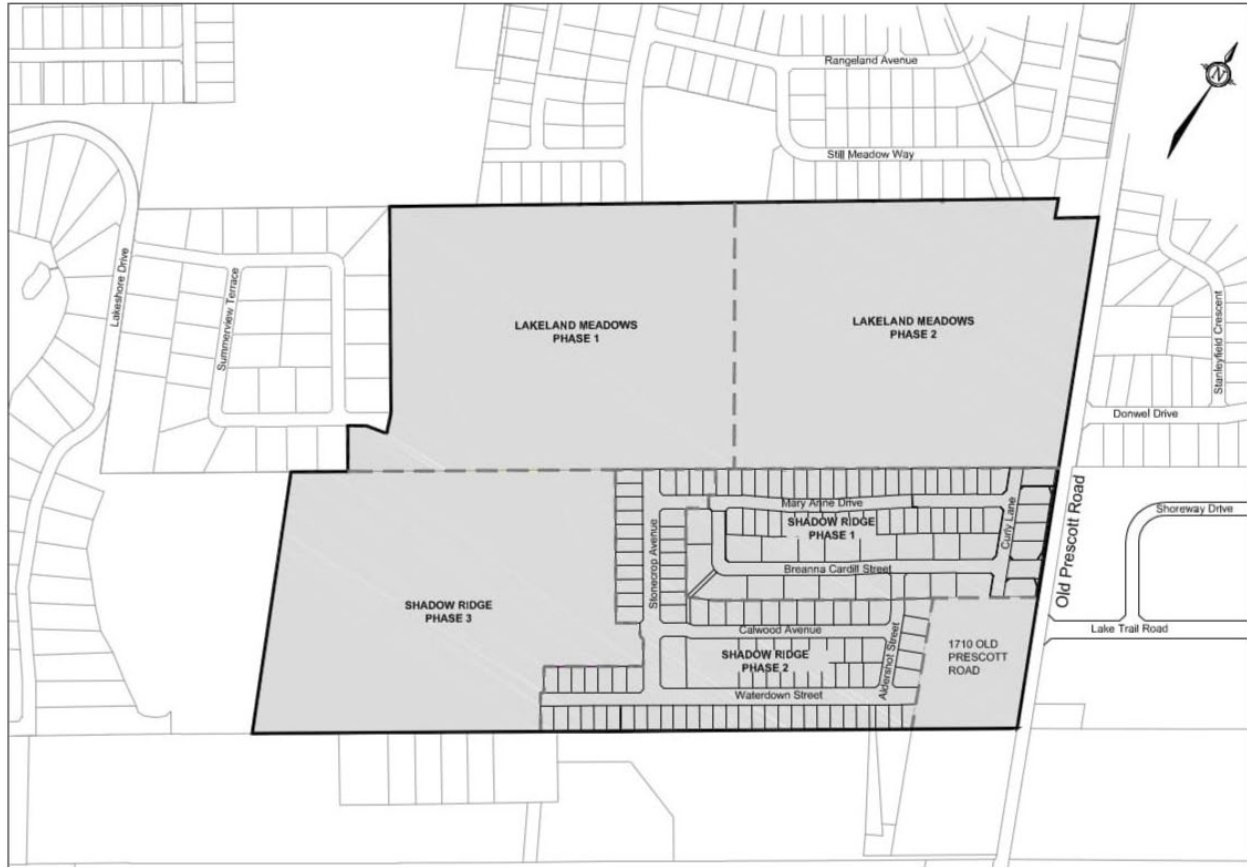 Rangeland Avenue
N
Still Meadow Way
Lakeshore Drive
Summerview Terrace
LAKELAND MEADOWS
PHASE 1
LAKELAND MEADOWS
PHASE 2
Stanleyfield Crescent
Donwel Drive
Mary Anne Drive
SHADOW RIDGE
PHASE 1
Curly Lane
Stonecrop Avenue
Breanna Cardill Street
Old Prescott Road
Shoreway Drive
SHADOW RIDGE
PHASE 3
Calwood Avenue
Lake Trail Road
SHADOW RIDGE
PHASE 2
Aldershot Street
1710 OLD
PRESCOTT
ROAD
Waterdown Street